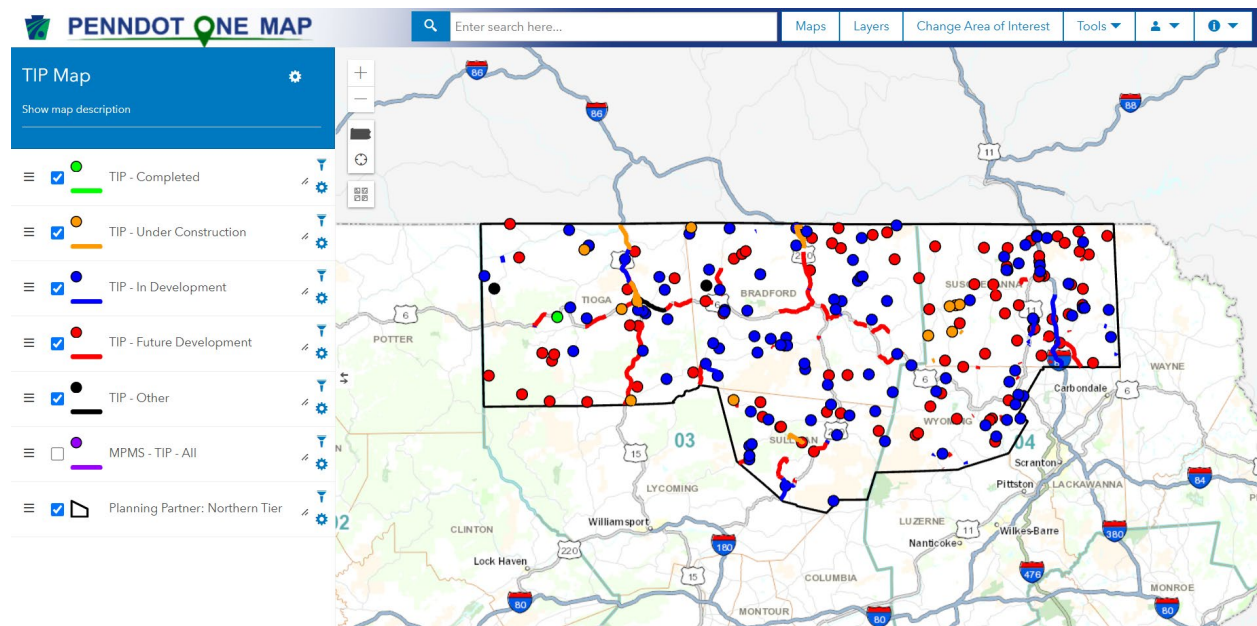 PENNDOT ONE MAP
Enter search here...
Maps
Layers
Change Area of Interest
Tools
TIP Map
Show map description
TIP - Completed
TIP - Under Construction
TIP - In Development
TIP - Future Development
TIP - Other
MPMS - TIP - All
Planning Partner: Northern Tier
86
86
88
11
TIOGA
BRADFORD
6
6
POTTER
11
WAYNE
6
Carbondale
6
WYOMING
03
04
15
Scranton
Pittston
LACKAWANNA
LYCOMING
84
02
Williamsport
LUZERNE
11
Wilkes-Barre
CLINTON
Nanticoke
380
220
180
Lock Haven
15
476
COLUMBIA
MONROE
80
80
80
MONTOUR